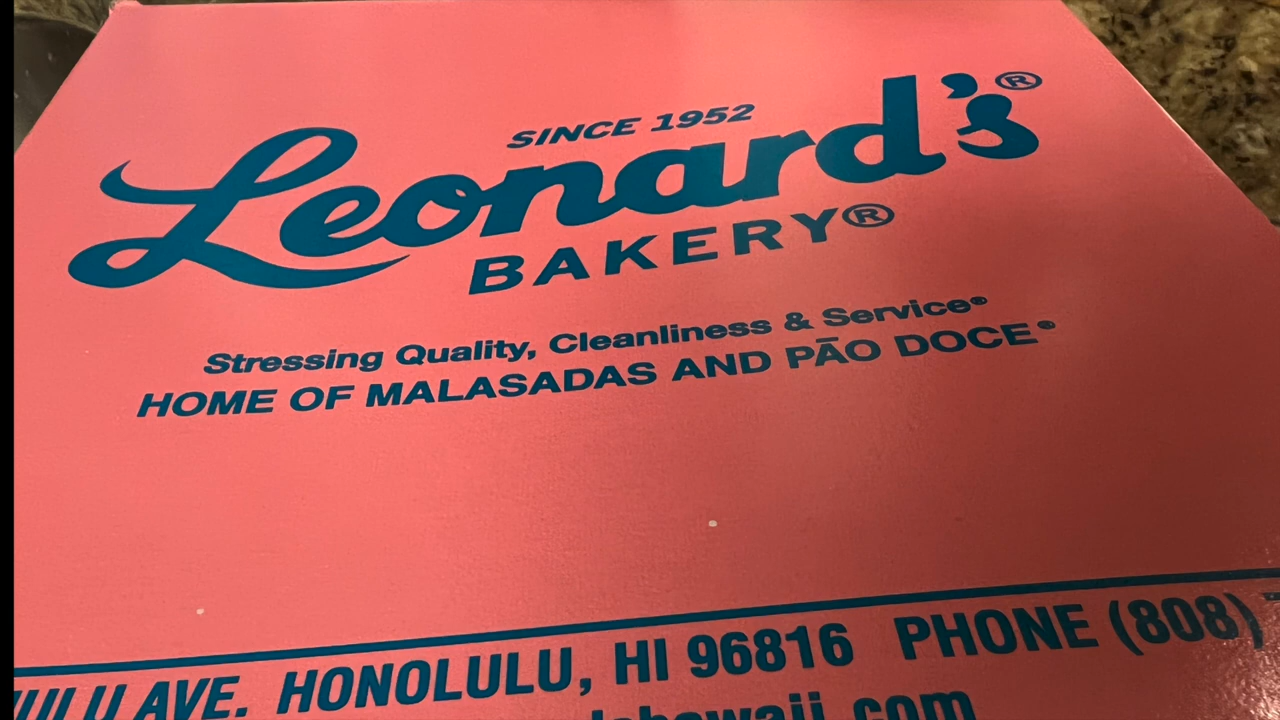 SINCE 1952
Leonard's®
BAKERY®
Stressing Quality, Cleanliness & Service®
HOME OF MALASADAS AND PĀO DOCE®
AVE. HONOLULU, HI 96816 PHONE (808)